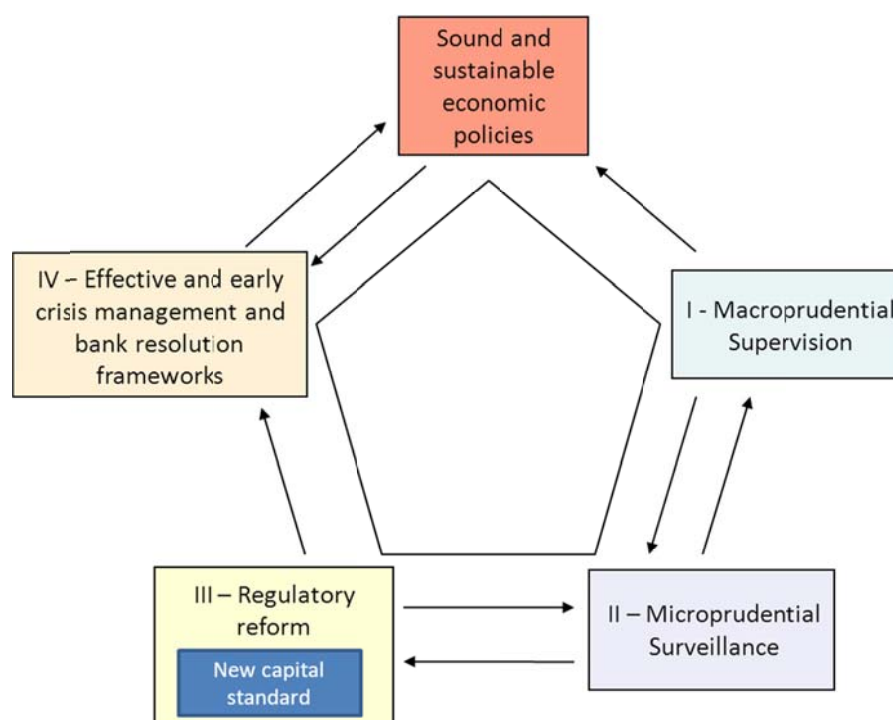 Sound and
sustainable
economic
policies
IV – Effective and early
crisis management and
bank resolution
frameworks
I - Macroprudential
Supervision
III – Regulatory
reform
New capital
standard
II – Microprudential
Surveillance